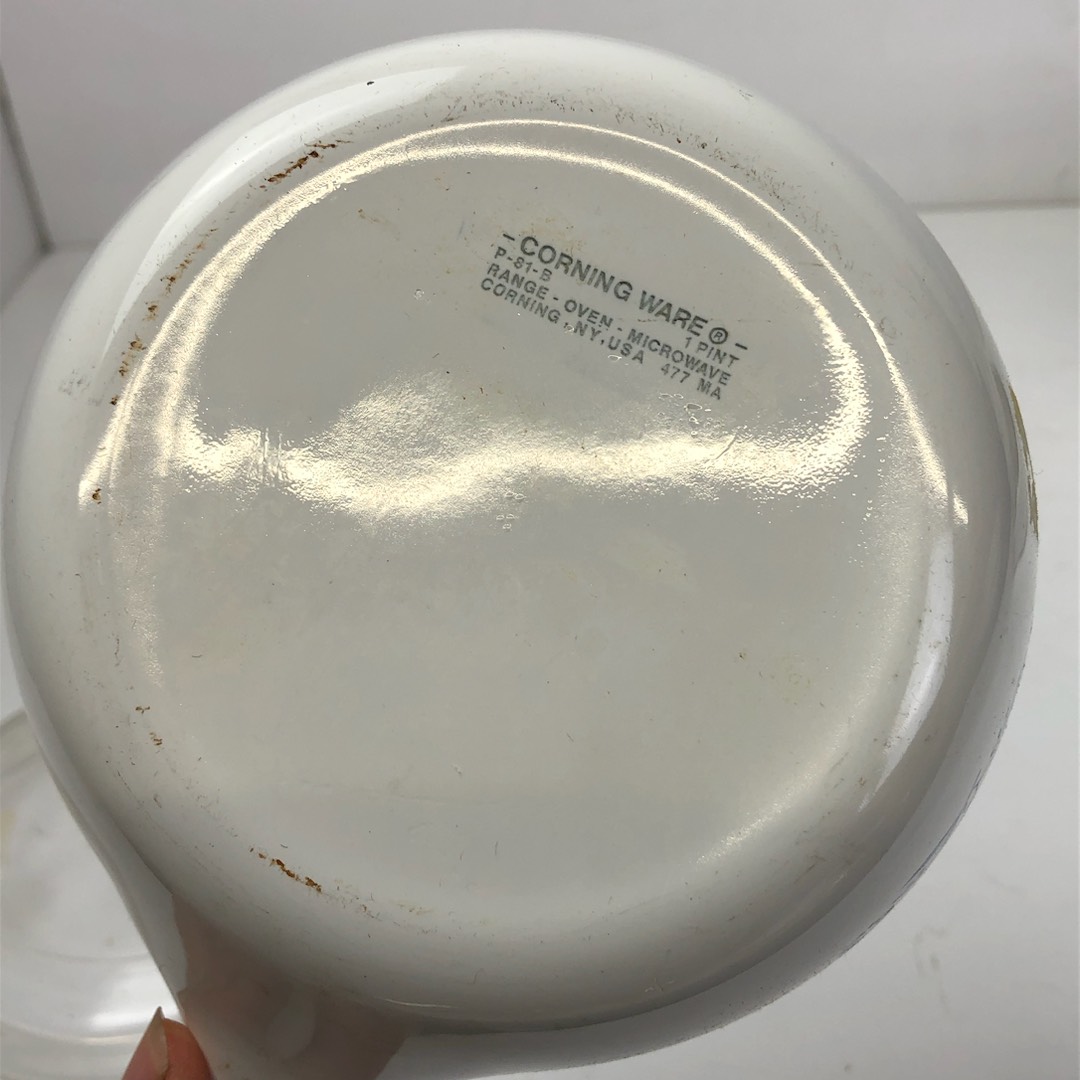 - CORNING WARE® -
P-81-B 1 PINT
RANGE - OVEN - MICROWAVE
CORNING, NY, USA 477 MA